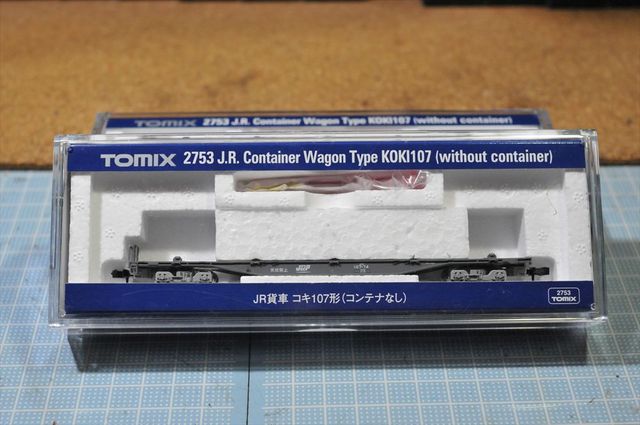 TOMIX 2753 J.R. Container Wagon Type KOKI107 (without container)
TOMIX 2753 J.R. Container Wagon Type KOKI107 (without container)
JR貨車 コキ107形(コンテナなし)
2753
TOMIX